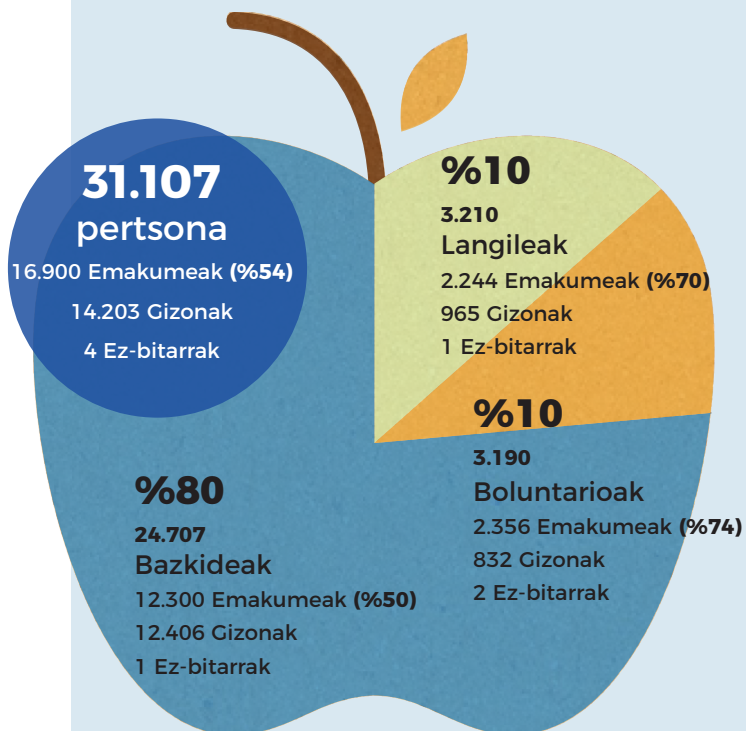 31.107
pertsona
16.900 Emakumeak (%54)
14.203 Gizonak
4 Ez-bitarrak
%10
3.210
Langileak
2.244 Emakumeak (%70)
965 Gizonak
1 Ez-bitarrak
%10
3.190
Boluntarioak
2.356 Emakumeak (%74)
832 Gizonak
2 Ez-bitarrak
%80
24.707
Bazkideak
12.300 Emakumeak (%50)
12.406 Gizonak
1 Ez-bitarrak